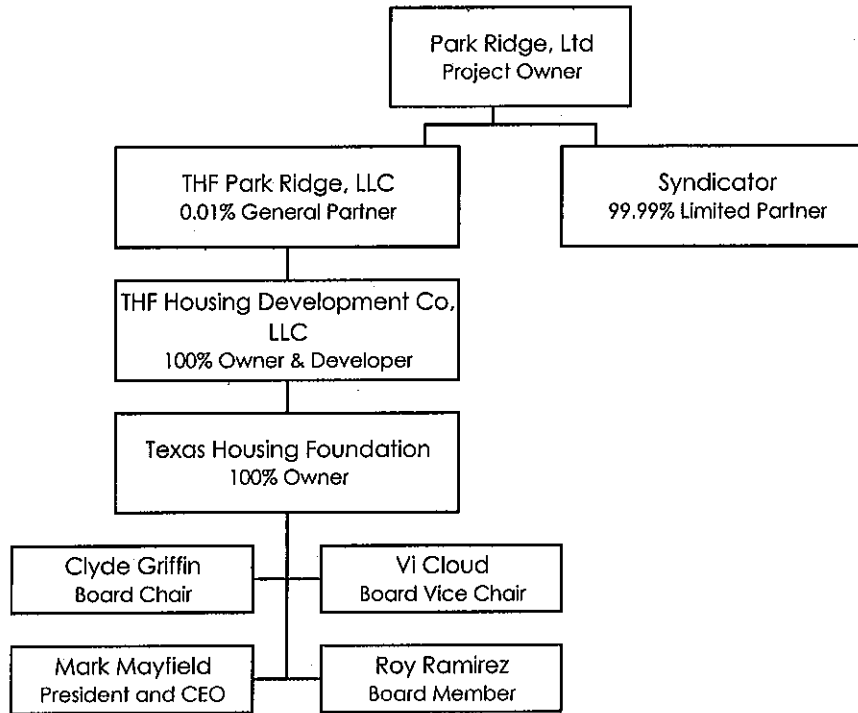 Park Ridge, Ltd
Project Owner
THF Park Ridge, LLC
0.01% General Partner
Syndicator
99.99% Limited Partner
THF Housing Development Co,
LLC
100% Owner & Developer
Texas Housing Foundation
100% Owner
Clyde Griffin
Board Chair
Vi Cloud
Board Vice Chair
Mark Mayfield
President and CEO
Roy Ramirez
Board Member